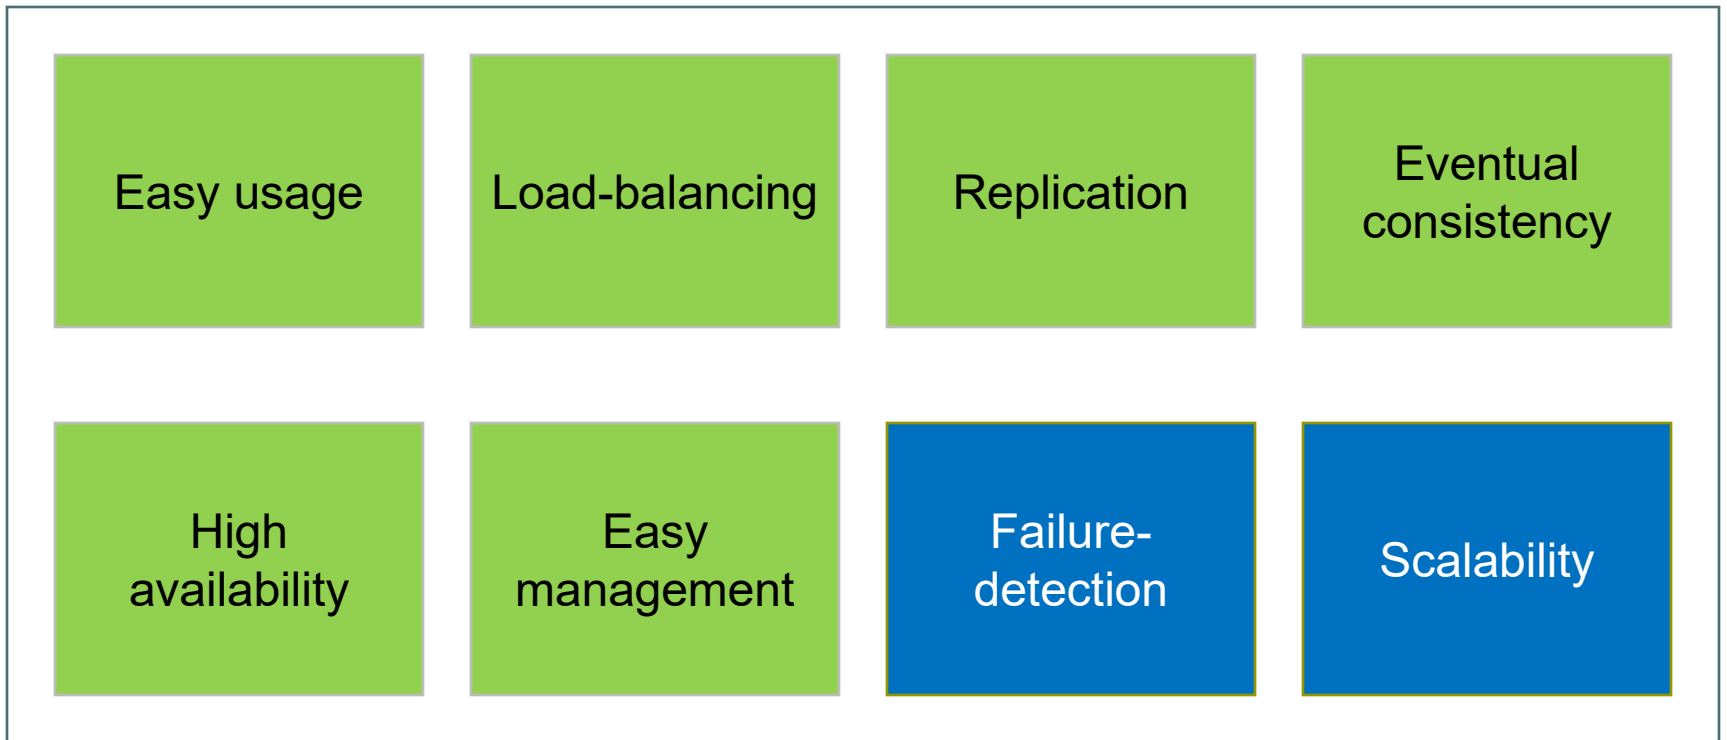 Easy usage
Load-balancing
Replication
Eventual
consistency
High
availability
Easy
management
Failure-
detection
Scalability